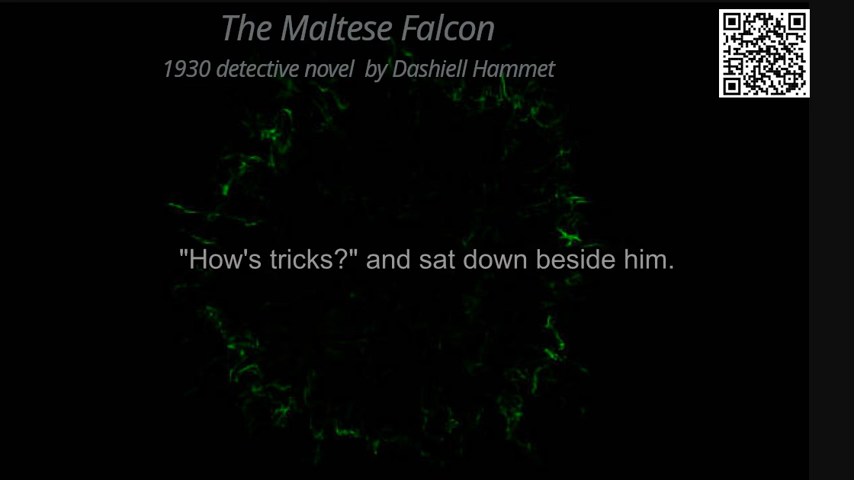 The Maltese Falcon
1930 detective novel  by Dashiell Hammet
"How's tricks?" and sat down beside him.